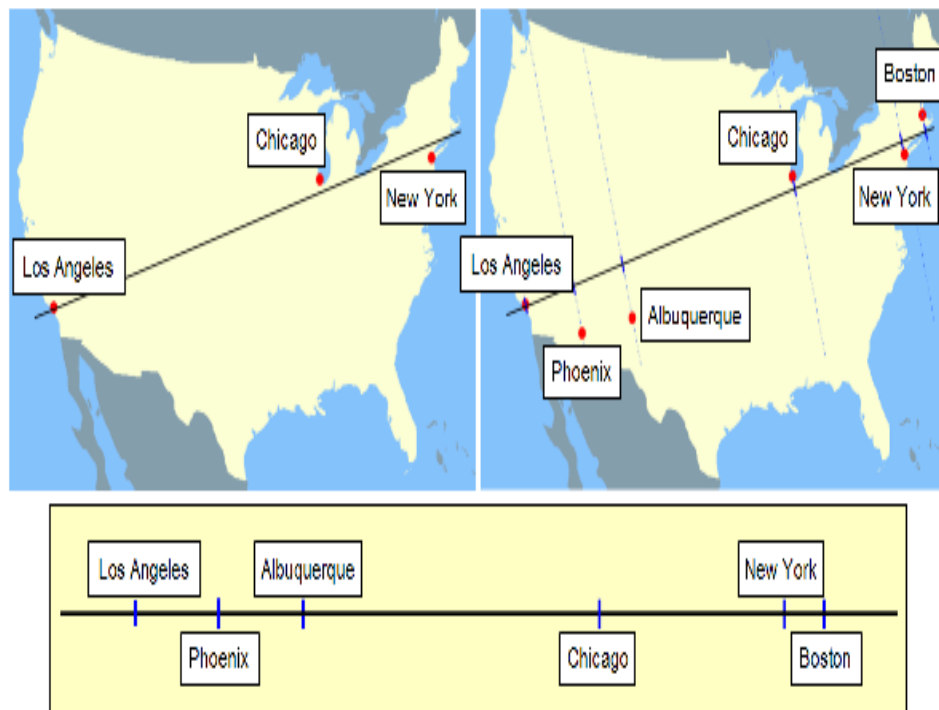 Chicago
New York
Los Angeles
Boston
Chicago
New York
Los Angeles
Albuquerque
Phoenix
Los Angeles
Albuquerque
New York
Phoenix
Chicago
Boston